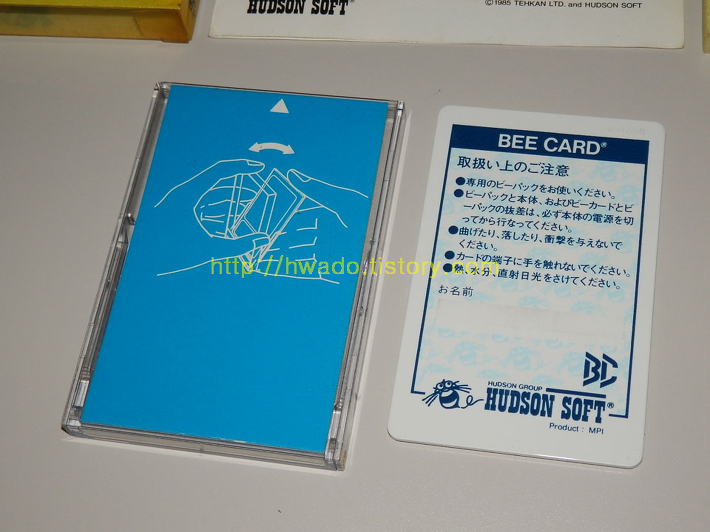 HUDSON SOFT®
©1985 TEHKAN LTD. and HUDSON SOFT
BEE CARD®
取扱い上のご注意
●専用のビーパックをお使いください。
●ビーパックと本体、およびビーカードとビ
ーパックの抜差は、必ず本体の電源を切
ってから行なってください。
●曲げたり、落したり、衝撃を与えないで
ください。
●カードの端子に手を触れないでください。
●熱、水分、直射日光をさけてください。
お名前
BC
HUDSON GROUP
HUDSON SOFT®
Product : MPI
http://hwado.tistory.com